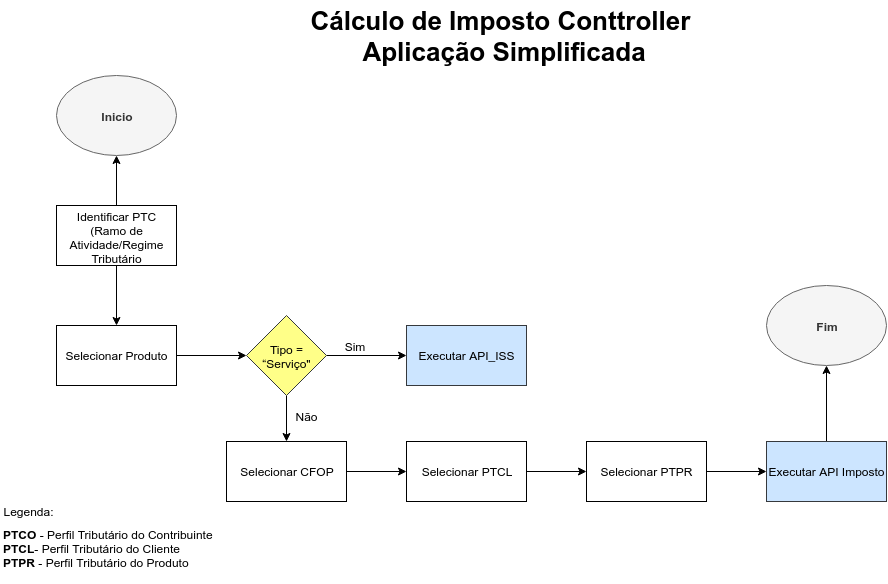 Cálculo de Imposto Conttroller
Aplicação Simplificada
Inicio
Identificar PTC
(Ramo de
Atividade/Regime
Tributário
Selecionar Produto
Tipo =
“Serviço"
Sim
Executar API_ISS
Fim
Não
Selecionar CFOP
Selecionar PTCL
Selecionar PTPR
Executar API Imposto
Legenda:
PTCO - Perfil Tributário do Contribuinte
PTCL- Perfil Tributário do Cliente
PTPR - Perfil Tributário do Produto